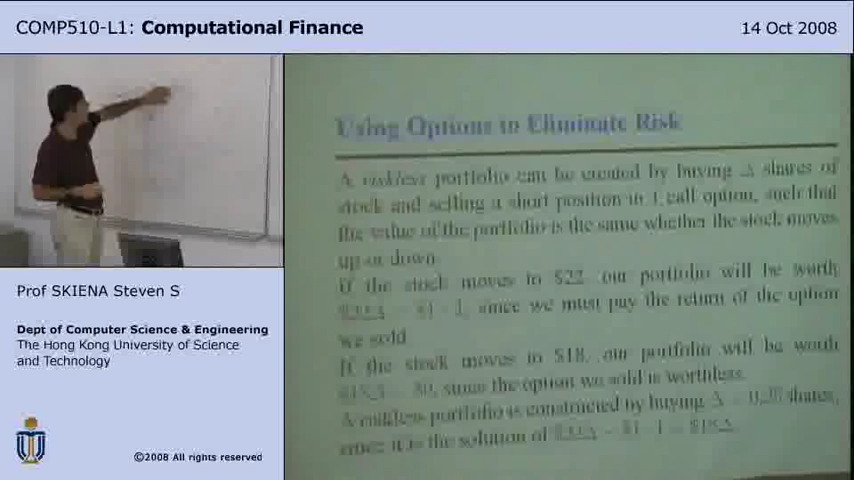 COMP510-L1: Computational Finance
14 Oct 2008
Using Options to Eliminate Risk
A riskless portfolio can be created by buying Δ shares of
stock and selling a short position in 1 call option, such that
the value of the portfolio is the same whether the stock moves
up or down.
If the stock moves to $22, our portfolio will be worth
since we must pay the return of the option
we sold.
If the stock moves to $18, our portfolio will be worth
since the option we sold is worthless.
A riskless portfolio is constructed by buying Δ shares,
since it is the solution of
Prof SKIENA Steven S
Dept of Computer Science & Engineering
The Hong Kong University of Science
and Technology
©2008 All rights reserved